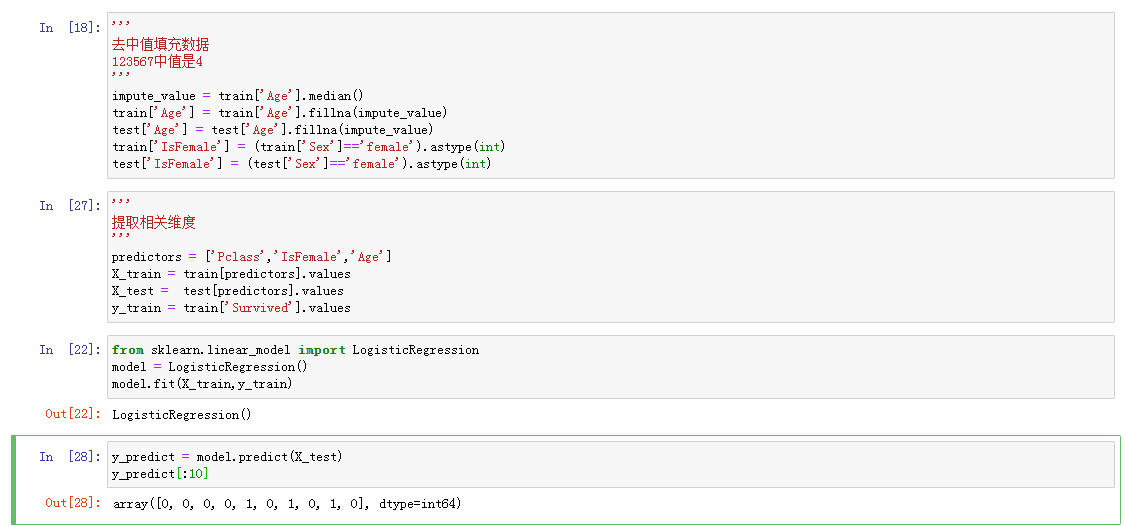 In [18]: '''
去中值填充数据
123567中值是4
'''
impute_value = train['Age'].median()
train['Age'] = train['Age'].fillna(impute_value)
test['Age'] = test['Age'].fillna(impute_value)
train['IsFemale'] = (train['Sex']=='female').astype(int)
test['IsFemale'] = (test['Sex']=='female').astype(int)
In [27]: '''
提取相关维度
'''
predictors = ['Pclass','IsFemale','Age']
X_train = train[predictors].values
X_test =  test[predictors].values
y_train = train['Survived'].values
In [22]: from sklearn.linear_model import LogisticRegression
model = LogisticRegression()
model.fit(X_train,y_train)
Out[22]: LogisticRegression()
In [28]: y_predict = model.predict(X_test)
y_predict[:10]
Out[28]: array([0, 0, 0, 0, 1, 0, 1, 0, 1, 0], dtype=int64)